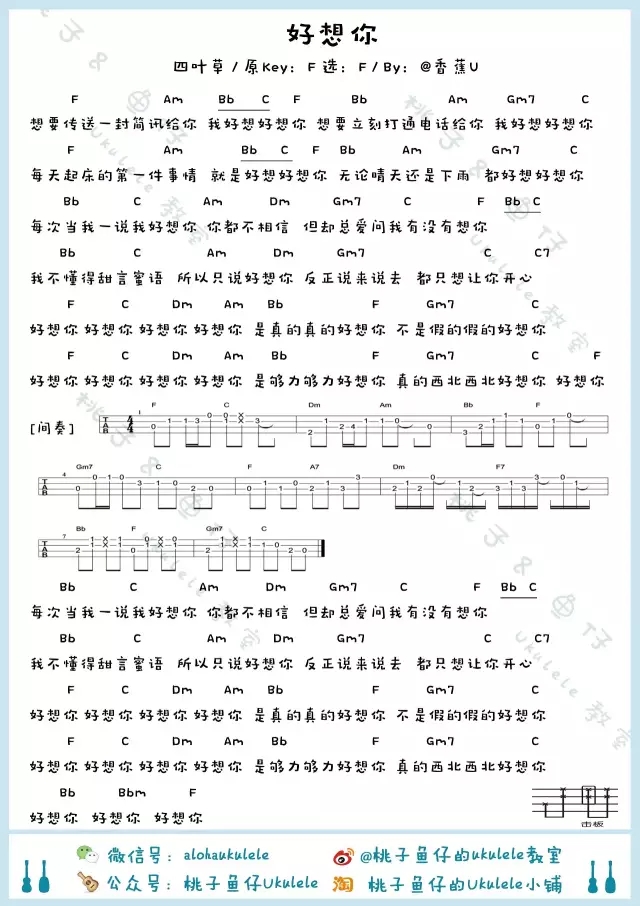 好想你
四叶草/原Key：F 选：F/By：@香蕉U
F Am Bb C F Bb Am Gm7 C
想要传送一封简讯给你 我好想好想你 想要立刻打通电话给你 我好想好想你
F Am Bb C F Bb Am Gm7 C
每天起床的第一件事情 就是好想好想你 无论晴天还是下雨 都好想好想你
Bb C Am Dm Gm7 C F Bb C
每次当我一说我好想你 你都不相信 但却总爱问我有没有想你
Bb C Am Dm Gm7 C C7
我不懂得甜言蜜语 所以只说好想你 反正说来说去 都只想让你开心
F C Dm Am Bb F Gm7 C
好想你 好想你 好想你 好想你 是真的真的好想你 不是假的假的好想你
F C Dm Am Bb F Gm7 C F
好想你 好想你 好想你 好想你 是够力够力好想你 真的西北西北好想你 好想你
F C Dm Am Bb F
[间奏]
Gm7 C F A7 Dm F7
Bb F Gm7 C
Bb C Am Dm Gm7 C F Bb C
每次当我一说我好想你 你都不相信 但却总爱问我有没有想你
Bb C Am Dm Gm7 C C7
我不懂得甜言蜜语 所以只说好想你 反正说来说去 都只想让你开心
F C Dm Am Bb F Gm7 C
好想你 好想你 好想你 好想你 是真的真的好想你 不是假的假的好想你
F C Dm Am Bb F Gm7 C
好想你 好想你 好想你 好想你 是够力够力好想你 真的西北西北好想你
Bb Bbm F
好想你 好想你 好想你
击板
微信号：alohaukulele
@桃子鱼仔的ukulele教室
公众号：桃子鱼仔Ukulele
淘 桃子鱼仔的Ukulele小铺